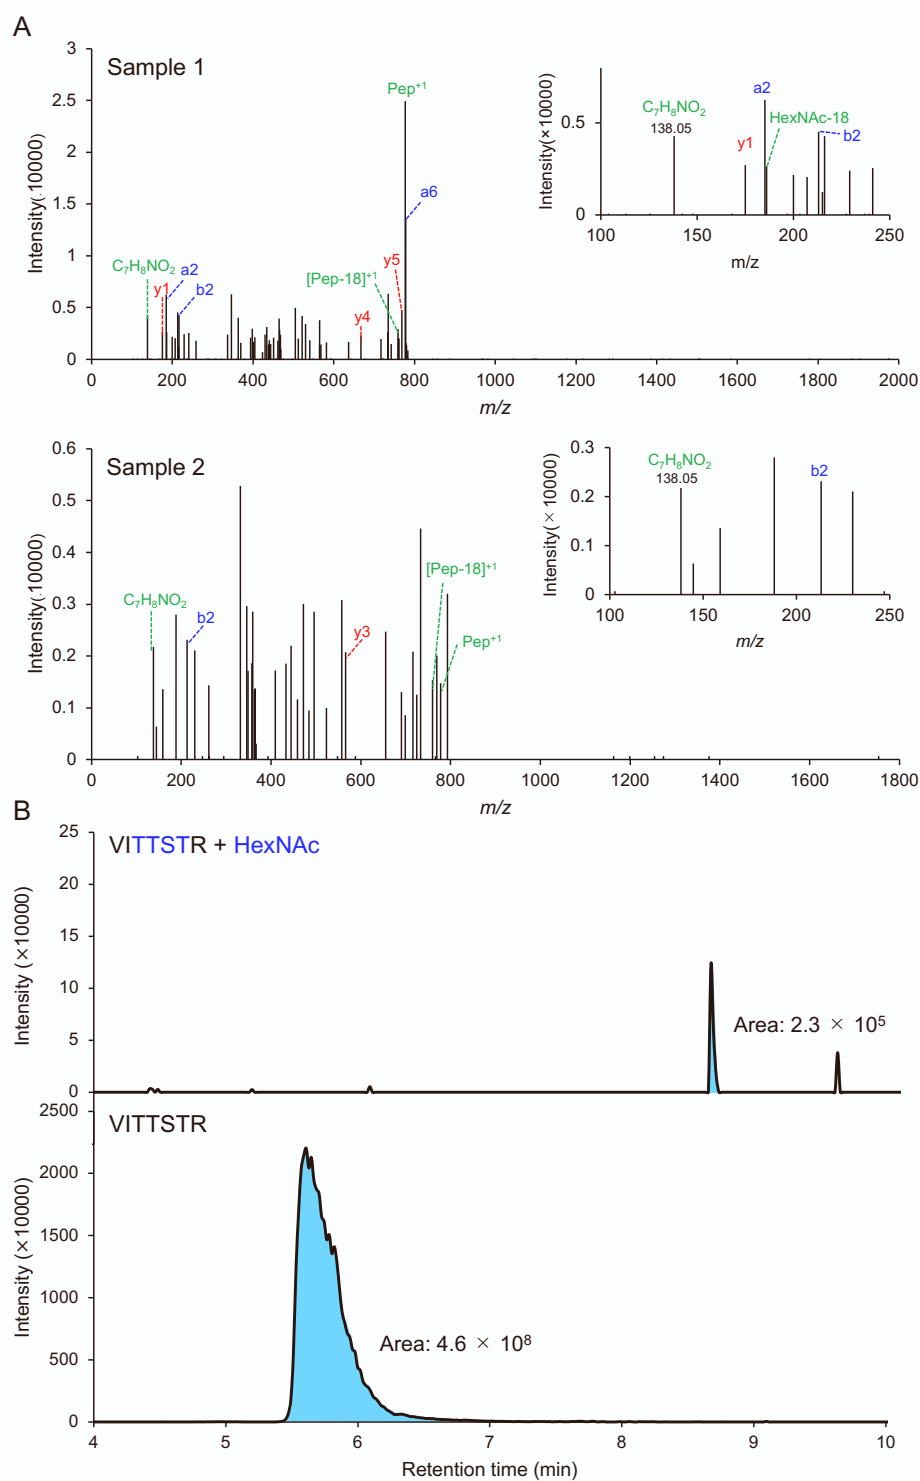 A
Sample 1
Intensity(.10000)
3
2.5
2
1.5
1
0.5
0
C₇H₈NO₂
y1
a2
b2
[Pep-18]⁺¹
y4
y5
Pep⁺¹
a6
0 200 400 600 800 1000 1200 1400 1600 1800 2000
m/z
Intensity(×10000)
0.5
0
C₇H₈NO₂
138.05
y1
a2
HexNAc-18
b2
100 150 200 250
m/z
Sample 2
Intensity(.10000)
0.6
0.5
0.4
0.3
0.2
0.1
0
C₇H₈NO₂
b2
y3
[Pep-18]⁺¹
Pep⁺¹
0 200 400 600 800 1000 1200 1400 1600 1800
m/z
Intensity(× 10000)
0.3
0.2
0.1
0
C₇H₈NO₂
138.05
b2
100 150 200 250
m/z
B
VITTSTR + HexNAc
Intensity (×10000)
25
20
15
10
5
0
Area: 2.3 × 10⁵
VITTSTR
Intensity (×10000)
2500
2000
1500
1000
500
0
Area: 4.6 × 10⁸
4 5 6 7 8 9 10
Retention time (min)